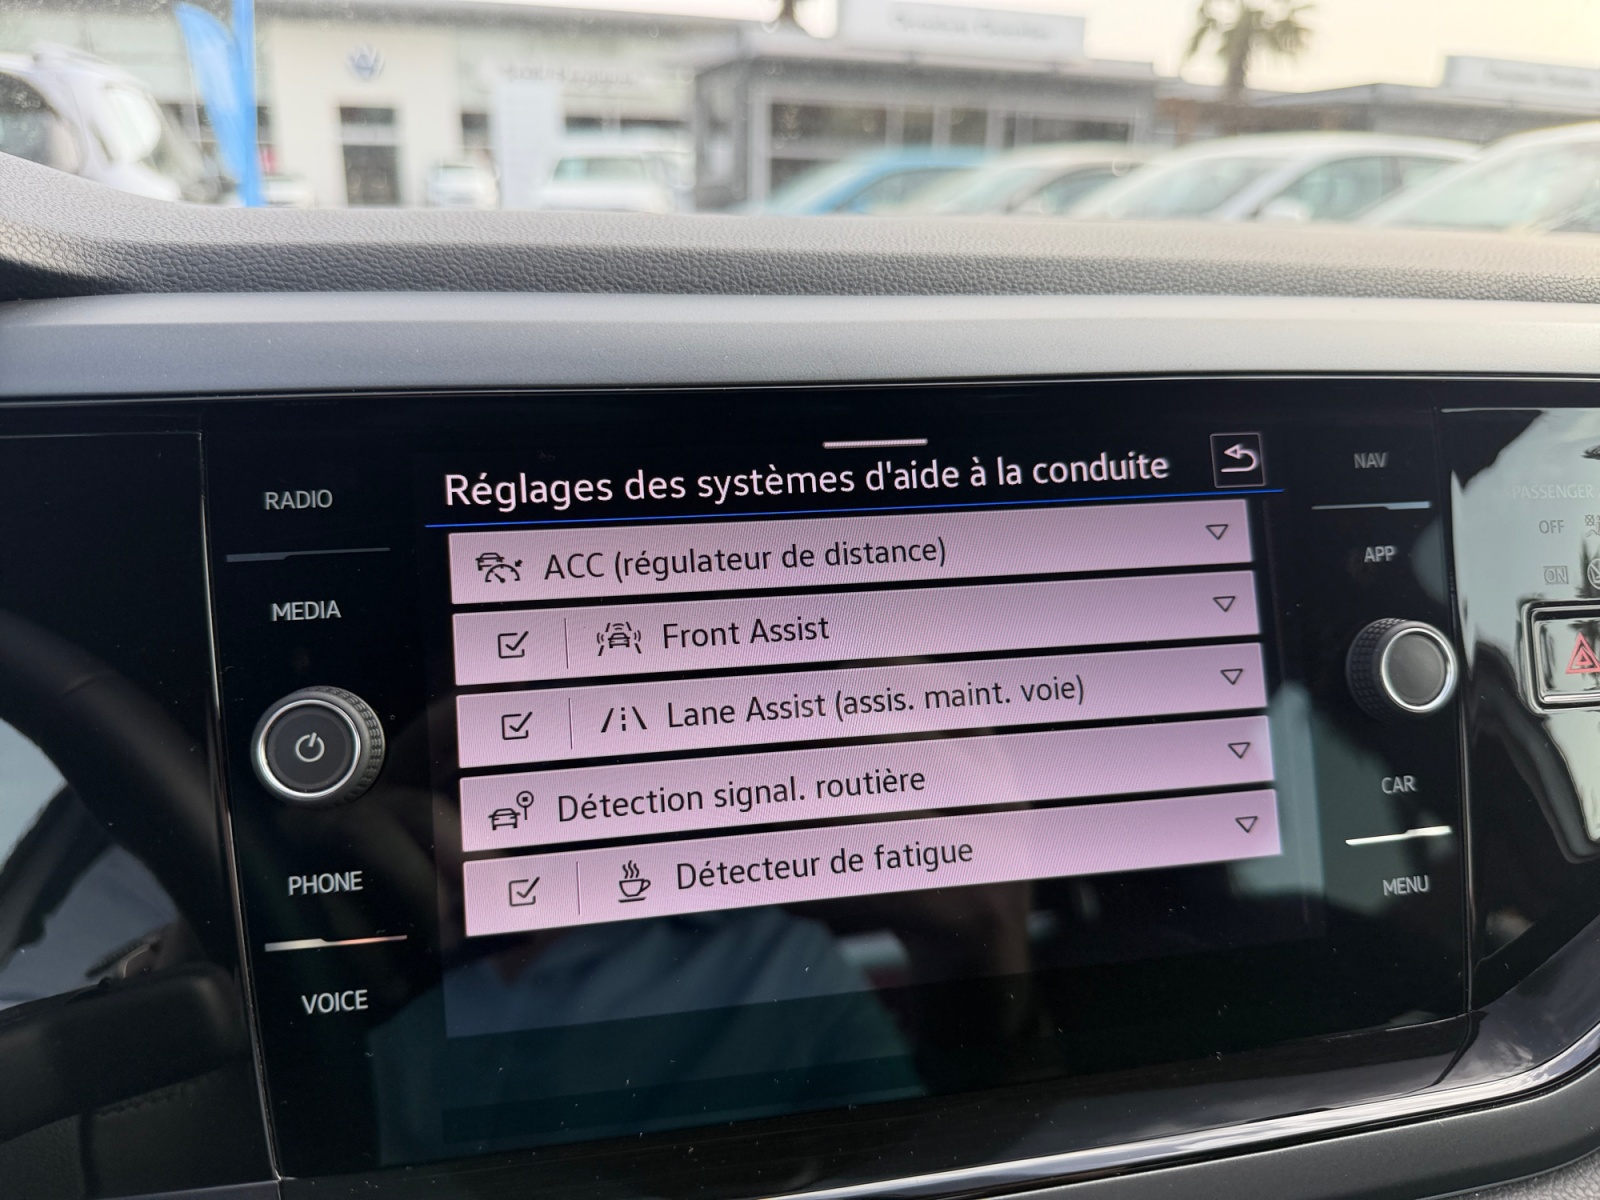 Réglages des systèmes d'aide à la conduite
ACC (régulateur de distance)
Front Assist
Lane Assist (assis. maint. voie)
Détection signal. routière
Détecteur de fatigue
RADIO
MEDIA
PHONE
VOICE
NAV
APP
CAR
MENU
PASSENGER
OFF
ON